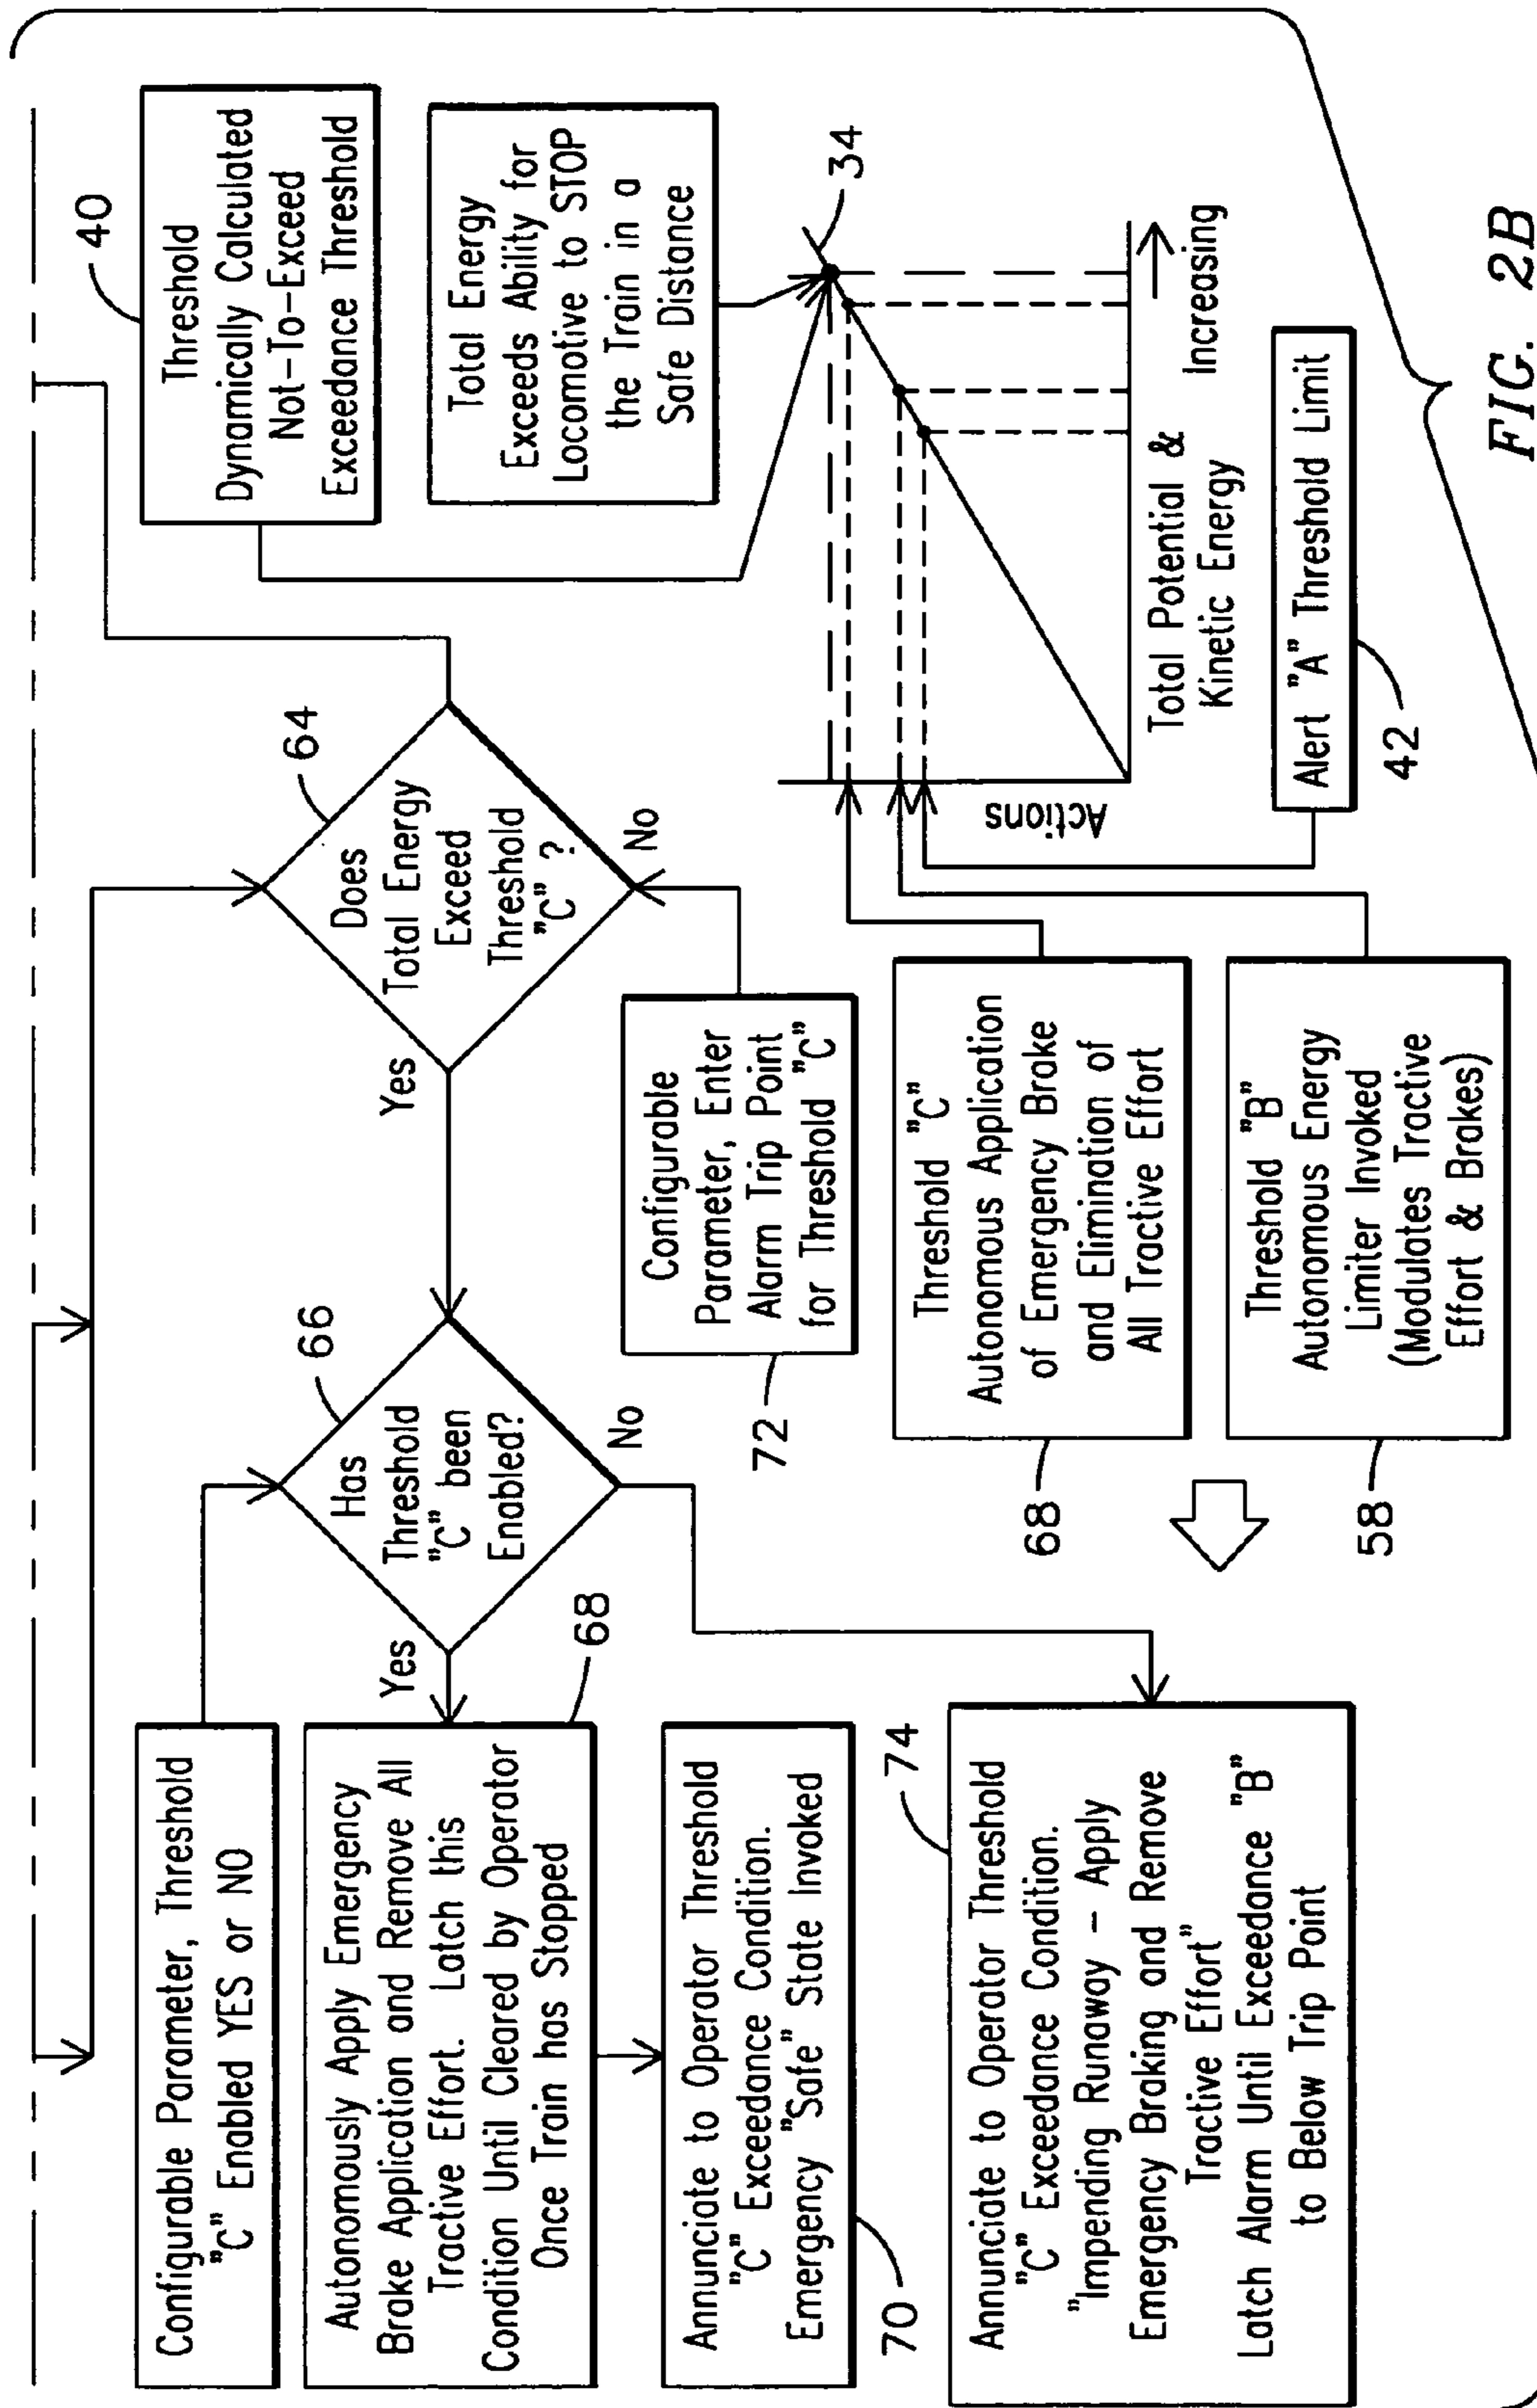 Configurable Parameter, Threshold
"C" Enabled YES or NO
Autonomously Apply Emergency
Brake Application and Remove All
Tractive Effort. Latch this
Condition Until Cleared by Operator
Once Train has Stopped
68
Annunciate to Operator Threshold
"C" Exceedance Condition.
Emergency "Safe" State Invoked
70
Annunciate to Operator Threshold
"C" Exceedance Condition.
"Impending Runaway – Apply
Emergency Braking and Remove
Tractive Effort"
Latch Alarm Until Exceedance "B"
to Below Trip Point
74
Has
Threshold
"C" been
Enabled?
66
Yes
No
Does
Total Energy
Exceed
Threshold
"C" ?
64
Yes
No
Configurable
Parameter, Enter
Alarm Trip Point
for Threshold "C"
72
Threshold "C"
Autonomous Application
of Emergency Brake
and Elimination of
All Tractive Effort
68
Threshold "B"
Autonomous Energy
Limiter Invoked
(Modulates Tractive
Effort & Brakes)
58
40
Threshold
Dynamically Calculated
Not-To-Exceed
Exceedance Threshold
Total Energy
Exceeds Ability for
Locomotive to STOP
the Train in a
Safe Distance
34
Actions
Total Potential &
Kinetic Energy
Increasing
Alert "A" Threshold Limit
42
FIG. 2B